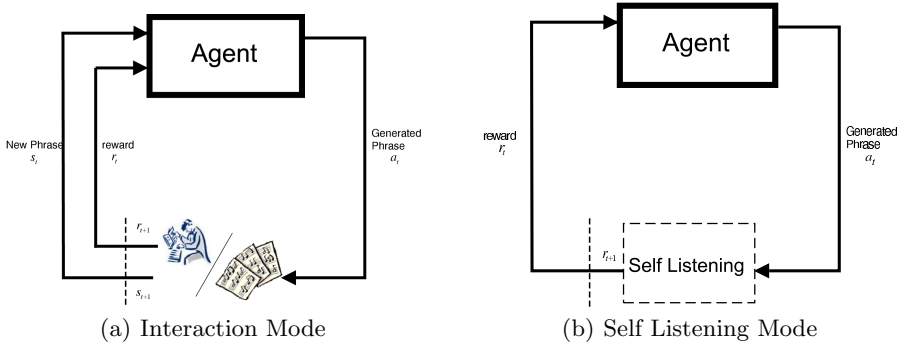 Agent
New Phrase
s_t
reward
r_t
Generated
Phrase
a_t
r_{t+1}
s_{t+1}
(a) Interaction Mode
Agent
reward
r_t
Generated
Phrase
a_t
r_{t+1}
Self Listening
(b) Self Listening Mode